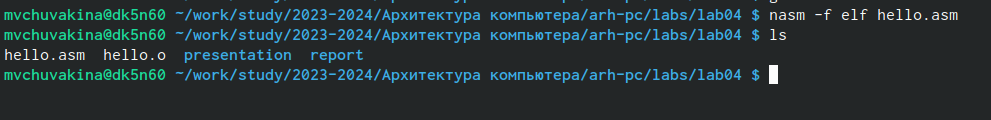 mvchuvakina@dk5n60 ~/work/study/2023-2024/Архитектура компьютера/arh-pc/labs/lab04 $ nasm -f elf hello.asm
mvchuvakina@dk5n60 ~/work/study/2023-2024/Архитектура компьютера/arh-pc/labs/lab04 $ ls
hello.asm  hello.o  presentation  report
mvchuvakina@dk5n60 ~/work/study/2023-2024/Архитектура компьютера/arh-pc/labs/lab04 $